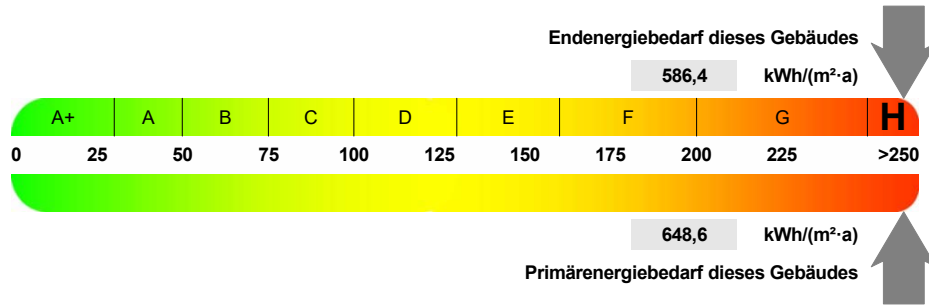 Endenergiebedarf dieses Gebäudes
586,4 kWh/(m²·a)
A+ A B C D E F G H
0 25 50 75 100 125 150 175 200 225 >250
648,6 kWh/(m²·a)
Primärenergiebedarf dieses Gebäudes